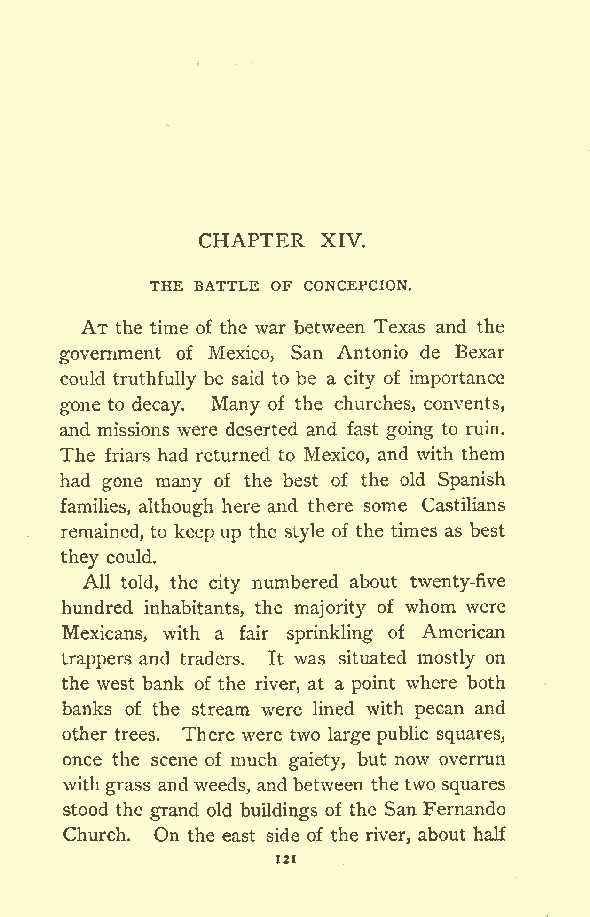 CHAPTER XIV.
THE BATTLE OF CONCEPCION.
At the time of the war between Texas and the
government of Mexico, San Antonio de Bexar
could truthfully be said to be a city of importance
gone to decay. Many of the churches, convents,
and missions were deserted and fast going to ruin.
The friars had returned to Mexico, and with them
had gone many of the best of the old Spanish
families, although here and there some Castilians
remained, to keep up the style of the times as best
they could.
All told, the city numbered about twenty-five
hundred inhabitants, the majority of whom were
Mexicans, with a fair sprinkling of American
trappers and traders. It was situated mostly on
the west bank of the river, at a point where both
banks of the stream were lined with pecan and
other trees. There were two large public squares,
once the scene of much gaiety, but now overrun
with grass and weeds, and between the two squares
stood the grand old buildings of the San Fernando
Church. On the east side of the river, about half
121